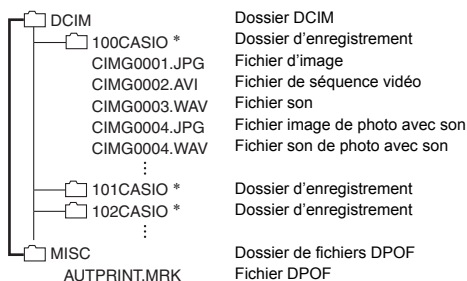 DCIM Dossier DCIM
100CASIO * Dossier d'enregistrement
CIMG0001.JPG Fichier d'image
CIMG0002.AVI Fichier de séquence vidéo
CIMG0003.WAV Fichier son
CIMG0004.JPG Fichier image de photo avec son
CIMG0004.WAV Fichier son de photo avec son
⋮
101CASIO * Dossier d'enregistrement
102CASIO * Dossier d'enregistrement
⋮
MISC Dossier de fichiers DPOF
AUTPRINT.MRK Fichier DPOF